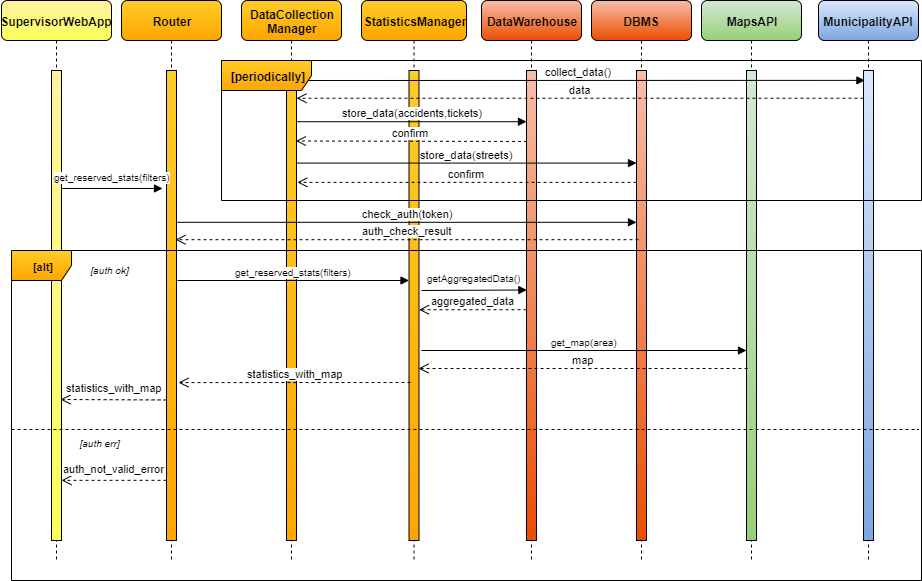 SupervisorWebApp
Router
DataCollection
Manager
StatisticsManager
DataWarehouse
DBMS
MapsAPI
MunicipalityAPI
[periodically]
collect_data()
data
store_data(accidents,tickets)
confirm
store_data(streets)
confirm
get_reserved_stats(filters)
check_auth(token)
auth_check_result
[alt]
[auth ok]
get_reserved_stats(filters)
getAggregatedData()
aggregated_data
get_map(area)
map
statistics_with_map
statistics_with_map
[auth err]
auth_not_valid_error